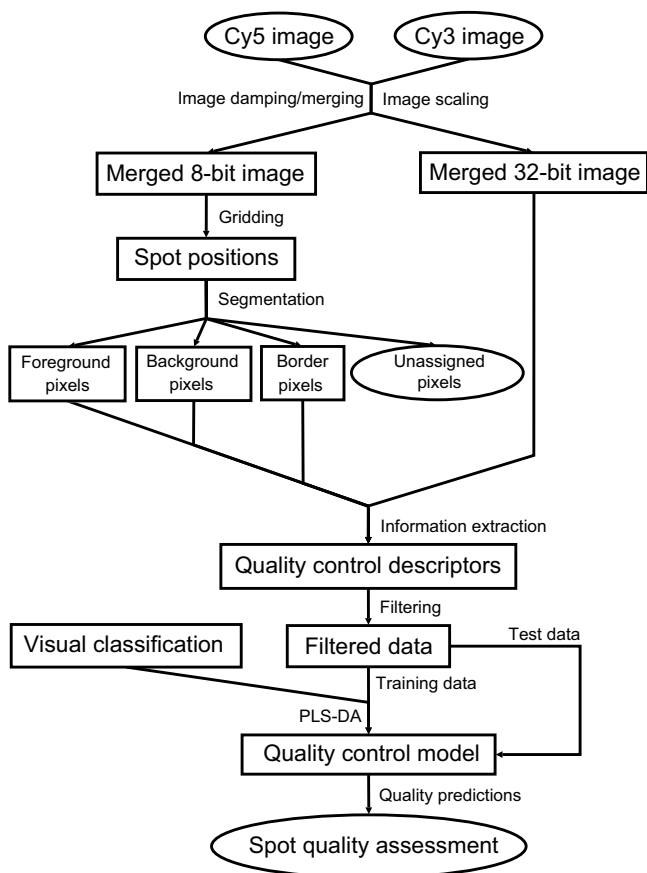 Cy5 image
Cy3 image
Image damping/merging
Image scaling
Merged 8-bit image
Merged 32-bit image
Gridding
Spot positions
Segmentation
Foreground
pixels
Background
pixels
Border
pixels
Unassigned
pixels
Information extraction
Quality control descriptors
Filtering
Visual classification
Filtered data
Test data
Training data
PLS-DA
Quality control model
Quality predictions
Spot quality assessment